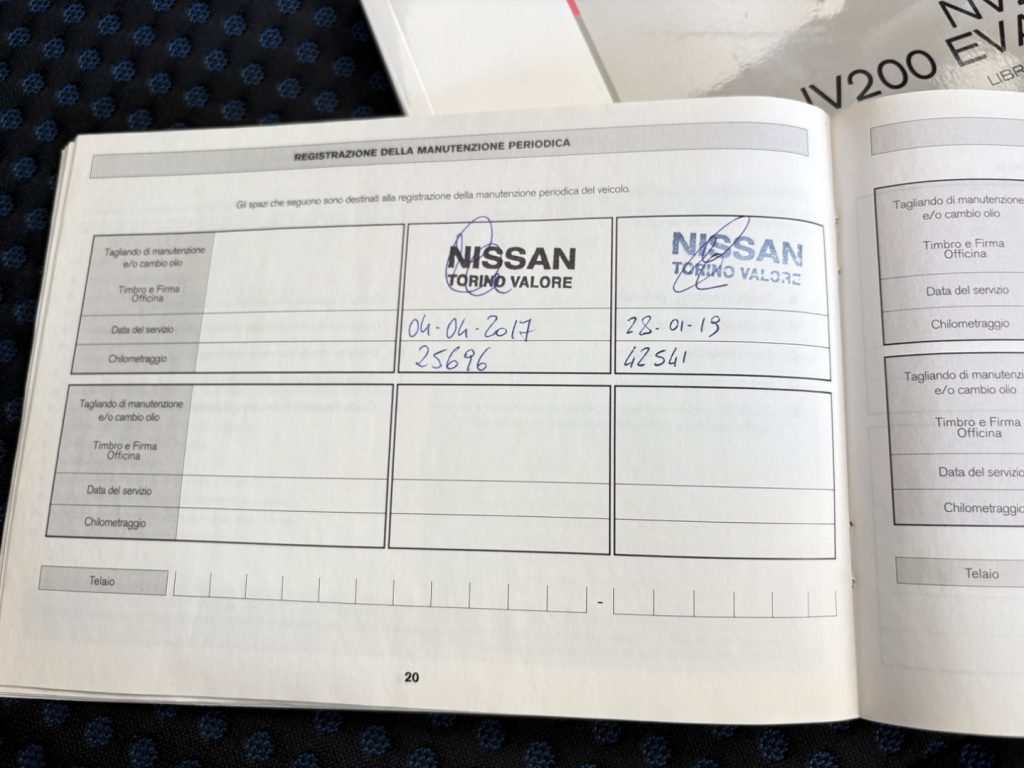 NV200 EVA
LIBR
REGISTRAZIONE DELLA MANUTENZIONE PERIODICA
Gli spazi che seguono sono destinati alla registrazione della manutenzione periodica del veicolo.
Tagliando di manutenzione
e/o cambio olio
Timbro e Firma
Officina
NISSAN
TORINO VALORE
NISSAN
TORINO VALORE
Data del servizio
04-04-2017
28-01-19
Chilometraggio
25696
42541
Tagliando di manutenzione
e/o cambio olio
Timbro e Firma
Officina
Data del servizio
Chilometraggio
Telaio
-
20
Tagliando di manutenzione
e/o cambio olio
Timbro e Firma
Officina
Data del servizio
Chilometraggio
Tagliando di manutenzi
e/o cambio olio
Timbro e Firma
Officina
Data del servizio
Chilometraggio
Telaio